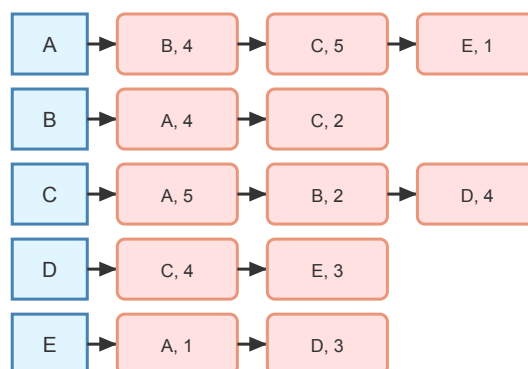 A B, 4 C, 5 E, 1
B A, 4 C, 2
C A, 5 B, 2 D, 4
D C, 4 E, 3
E A, 1 D, 3